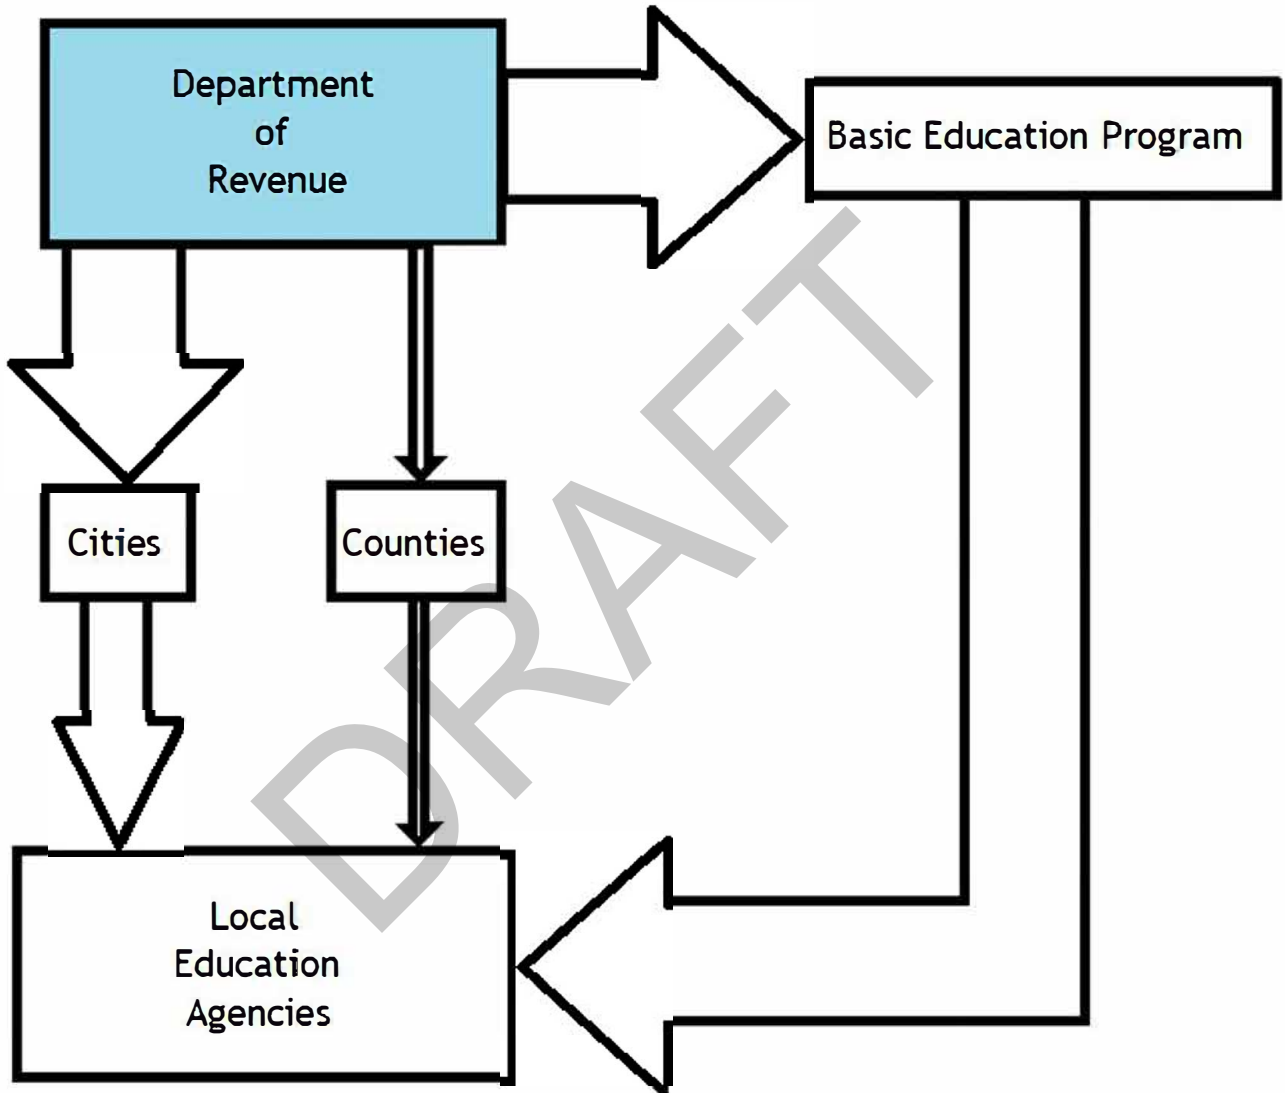 Department
of
Revenue
Basic Education Program
Cities
Counties
Local
Education
Agencies
DRAFT